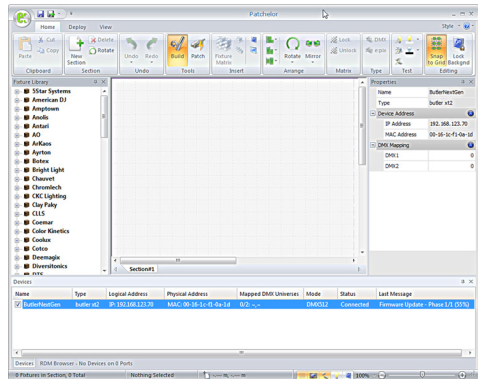 Patchelor
Home Deploy View Style
Paste Cut Copy New Section Delete Rotate Undo Redo Build Patch Fixture Matrix Rotate Mirror Lock Unlock DMX Snap to Grid Lock Backgnd
Clipboard Section Undo Tools Insert Arrange Matrix Type Test Editing
Fixture Library
5Star Systems
American DJ
Amptown
Anolis
Antari
AO
ArKaos
Ayrton
Botex
Bright Light
Chauvet
Chromlech
CKC Lighting
Clay Paky
CLLS
Coemar
Color Kinetics
Coolux
Cotco
Deemagix
Diversitonics
DTS
Section#1
Properties
Name ButlerNextGen
Type butler xt2
Device Address
IP Address 192.168.123.70
MAC Address 00-16-1c-f1-0a-1d
DMX Mapping
DMX1 0
DMX2 0
Devices
Name Type Logical Address Physical Address Mapped DMX Universes Mode Status Last Message
ButlerNextGen butler xt2 IP: 192.168.123.70 MAC: 00-16-1c-f1-0a-1d 0/2: -,- DMX512 Connected Firmware Update - Phase 1/1 (55%)
Devices RDM Browser - No Devices on 0 Ports
0 Fixtures in Section, 0 Total Nothing Selected 100%